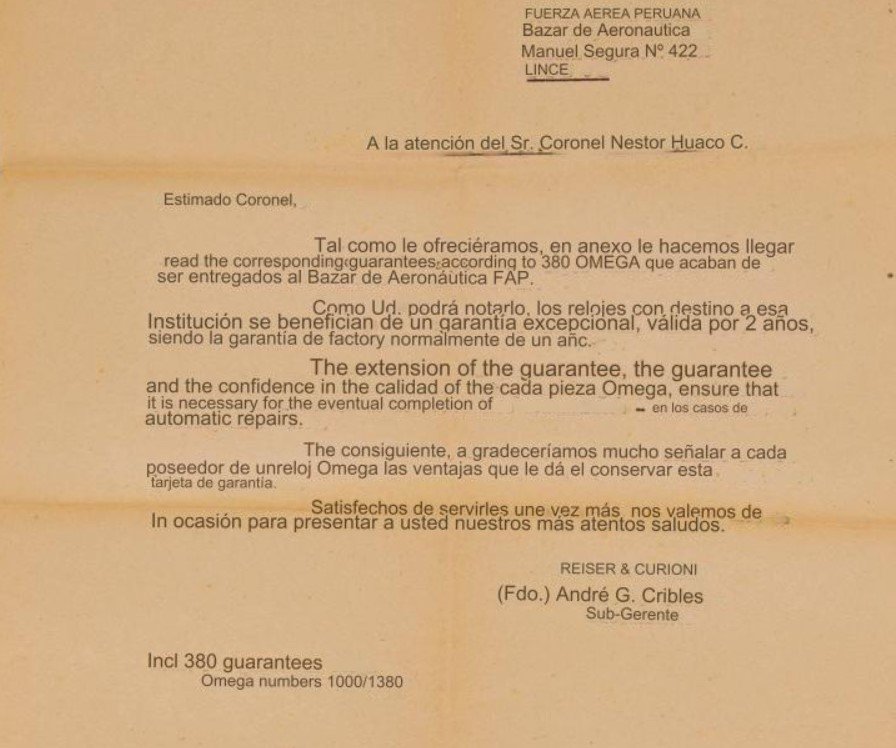 FUERZA AEREA PERUANA
Bazar de Aeronautica
Manuel Segura Nº 422
LINCE
A la atención del Sr. Coronel Nestor Huaco C.
Estimado Coronel,
Tal como le ofreciéramos, en anexo le hacemos llegar
read the corresponding guarantees according to 380 OMEGA que acaban de
ser entregados al Bazar de Aeronáutica FAP.
Como Ud. podrá notarlo, los relojes con destino a esa
Institución se benefician de un garantía excepcional, válida por 2 años,
siendo la garantía de factory normalmente de un añc.
The extension of the guarantee, the guarantee
and the confidence in the calidad of the cada pieza Omega, ensure that
it is necessary for the eventual completion of - en los casos de
automatic repairs.
The consiguiente, a gradeceríamos mucho señalar a cada
poseedor de unreloj Omega las ventajas que le dá el conservar esta
tarjeta de garantía.
Satisfechos de servirles une vez más nos valemos de
In ocasión para presentar a usted nuestros más atentos saludos.
REISER & CURIONI
(Fdo.) André G. Cribles
Sub-Gerente
Incl 380 guarantees
Omega numbers 1000/1380